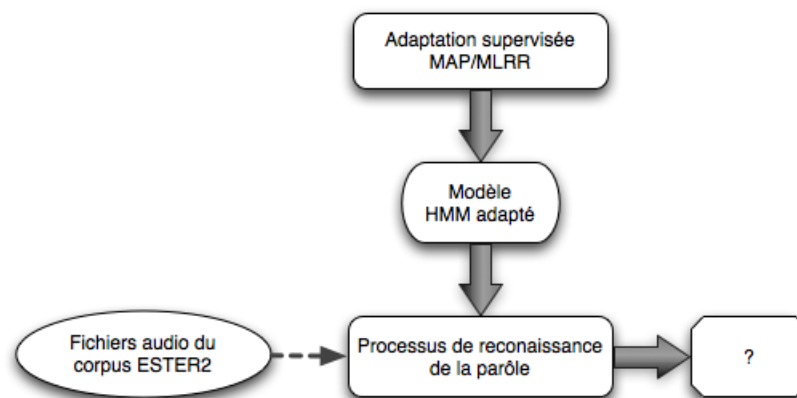 Adaptation supervisée
MAP/MLRR
Modèle
HMM adapté
Fichiers audio du
corpus ESTER2
Processus de reconaissance
de la parôle
?